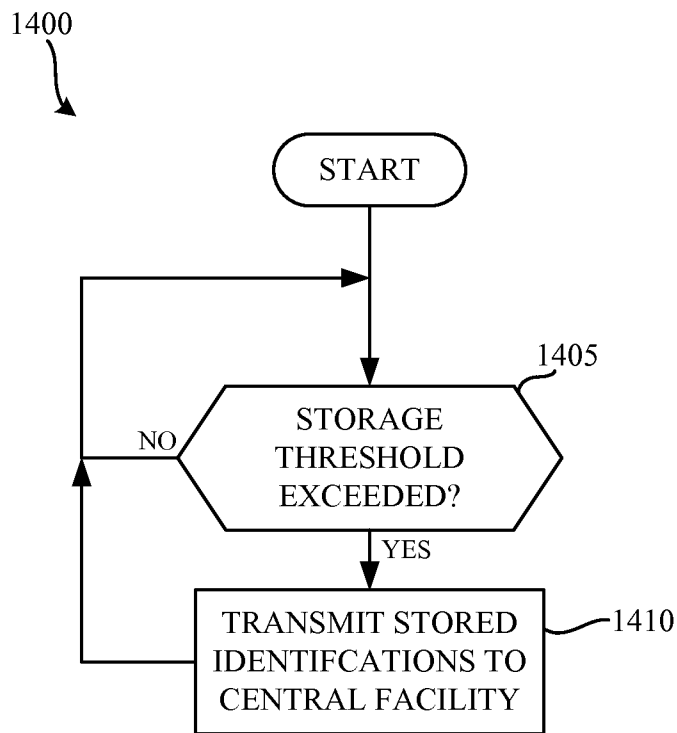 1400
START
1405
STORAGE
THRESHOLD
EXCEEDED?
NO
YES
TRANSMIT STORED
IDENTIFCATIONS TO
CENTRAL FACILITY
1410